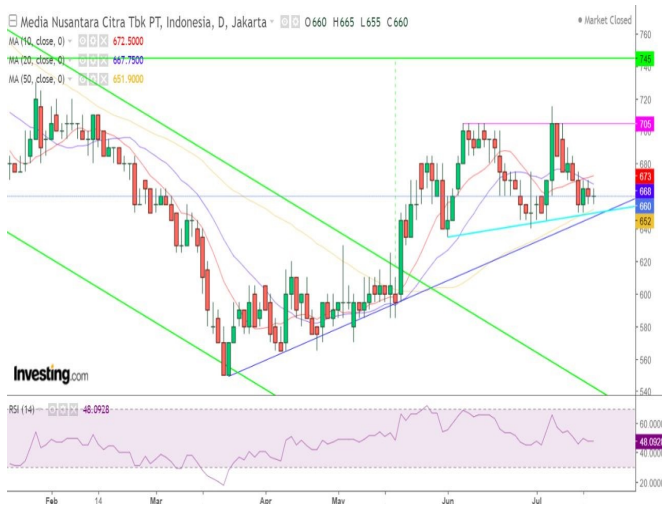 Media Nusantara Citra Tbk PT, Indonesia, D, Jakarta O660 H665 L655 C660
Market Closed
MA (10, close, 0) 672.5000
MA (20, close, 0) 667.7500
MA (50, close, 0) 651.9000
760
745
720
705
680
673
668
660
652
640
620
600
580
560
540
Investing.com
RSI (14) 48.0928
60.0000
48.0928
40.0000
20.0000
Feb 14 Mar Apr May Jun Jul